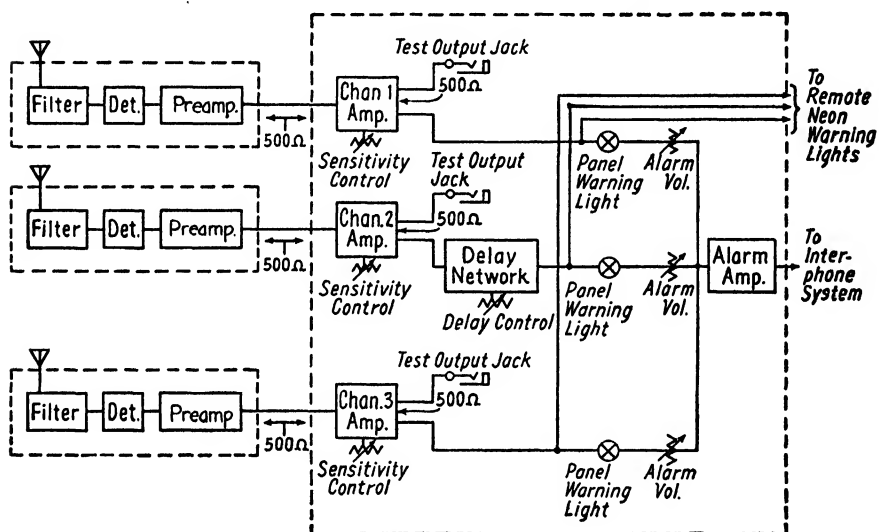 Filter
Det.
Preamp.
500Ω
Chan 1
Amp.
Sensitivity
Control
Test Output Jack
500Ω
Panel
Warning
Light
Alarm
Vol.
To
Remote
Neon
Warning
Lights
Filter
Det.
Preamp.
500Ω
Chan.2
Amp.
Sensitivity
Control
Test Output
Jack
500Ω
Delay
Network
Delay Control
Panel
Warning
Light
Alarm
Vol.
Alarm
Amp.
To
Inter-
phone
System
Filter
Det.
Preamp
500Ω
Chan.3
Amp.
Sensitivity
Control
Test Output Jack
500Ω
Panel
Warning
Light
Alarm
Vol.